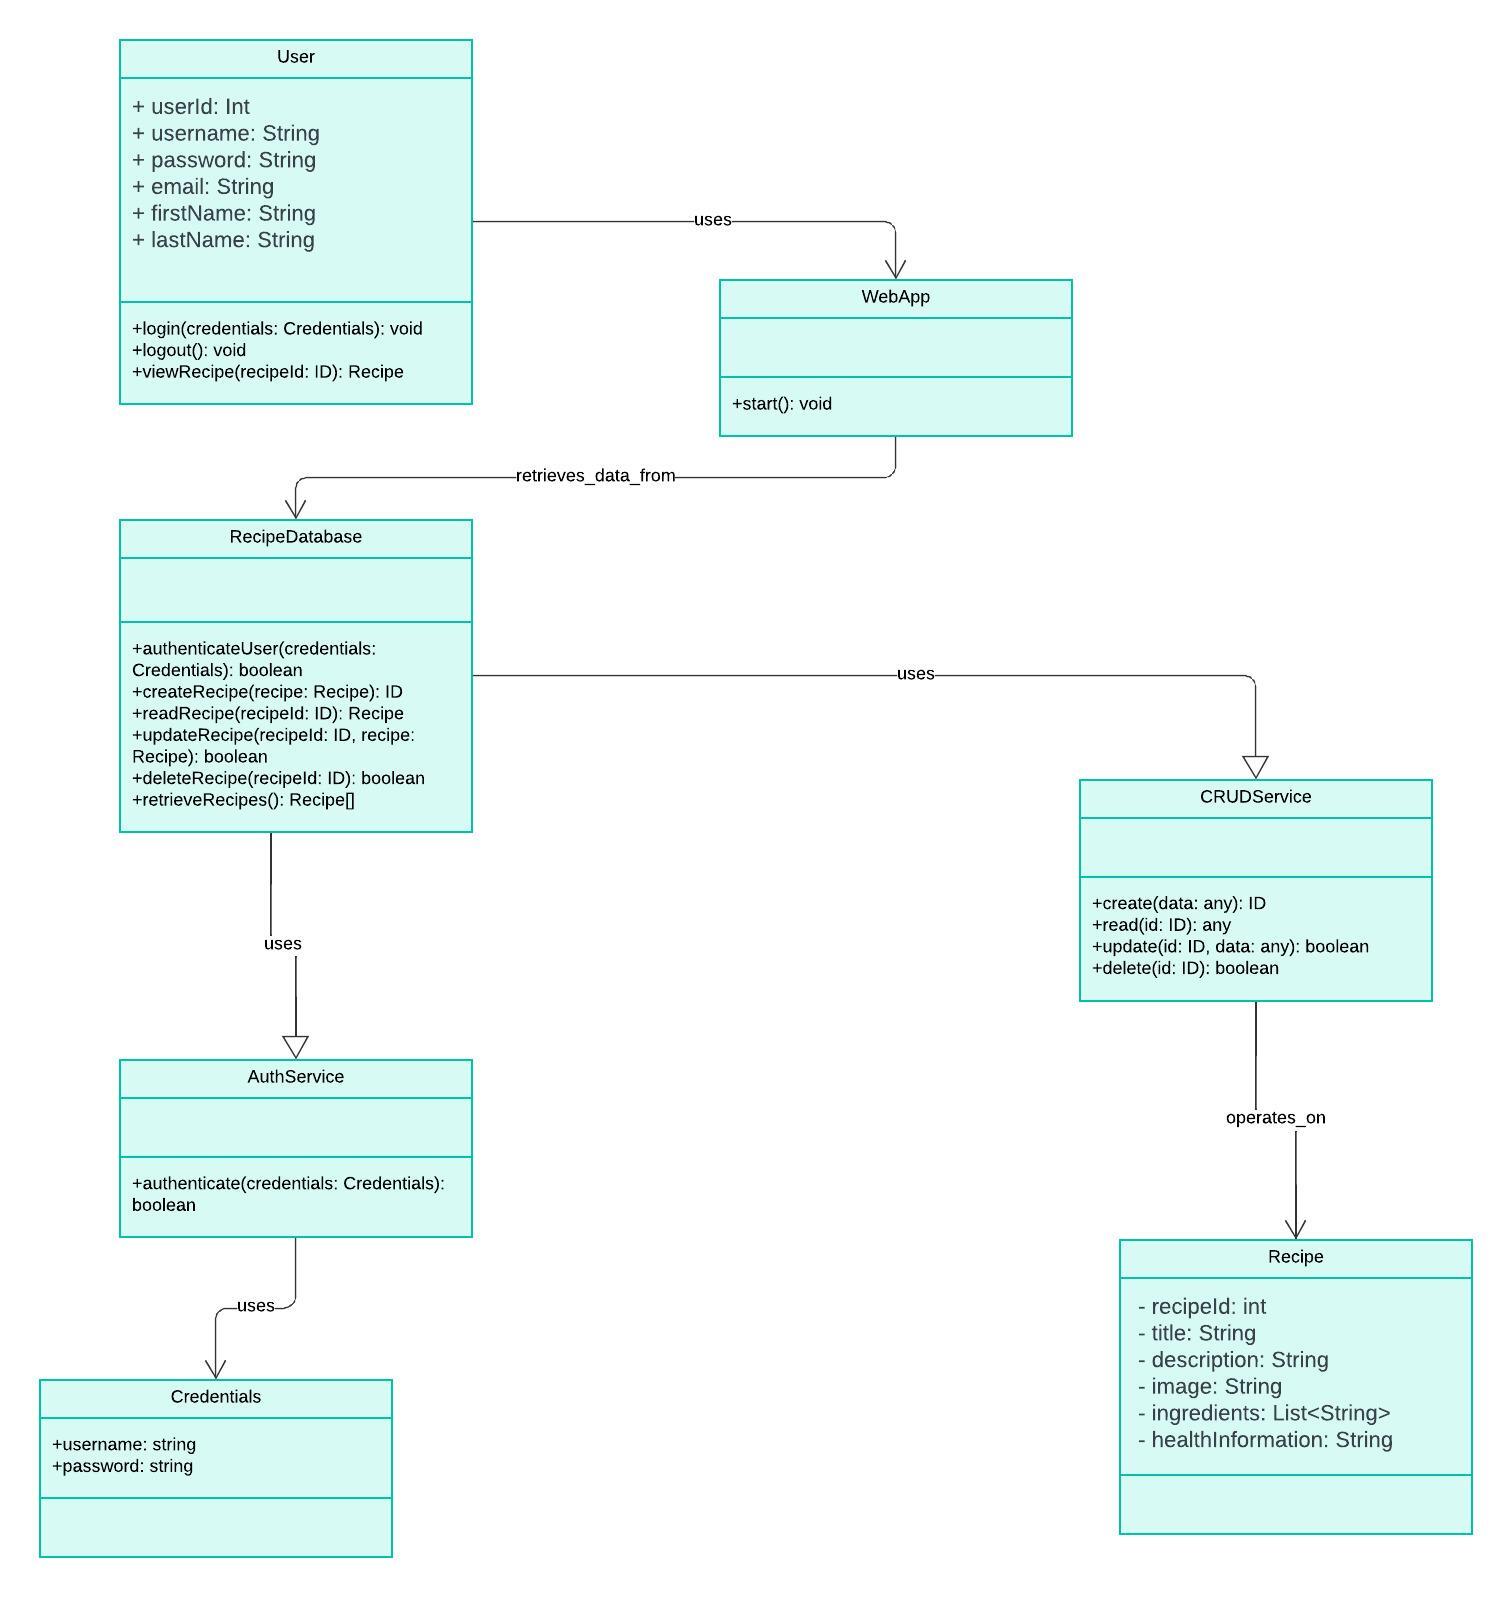 User
+ userId: Int
+ username: String
+ password: String
+ email: String
+ firstName: String
+ lastName: String
+login(credentials: Credentials): void
+logout(): void
+viewRecipe(recipeId: ID): Recipe
uses
WebApp
+start(): void
retrieves_data_from
RecipeDatabase
+authenticateUser(credentials:
Credentials): boolean
+createRecipe(recipe: Recipe): ID
+readRecipe(recipeId: ID): Recipe
+updateRecipe(recipeId: ID, recipe:
Recipe): boolean
+deleteRecipe(recipeId: ID): boolean
+retrieveRecipes(): Recipe[]
uses
CRUDService
+create(data: any): ID
+read(id: ID): any
+update(id: ID, data: any): boolean
+delete(id: ID): boolean
uses
AuthService
+authenticate(credentials: Credentials):
boolean
operates_on
Recipe
- recipeId: int
- title: String
- description: String
- image: String
- ingredients: List<String>
- healthInformation: String
uses
Credentials
+username: string
+password: string